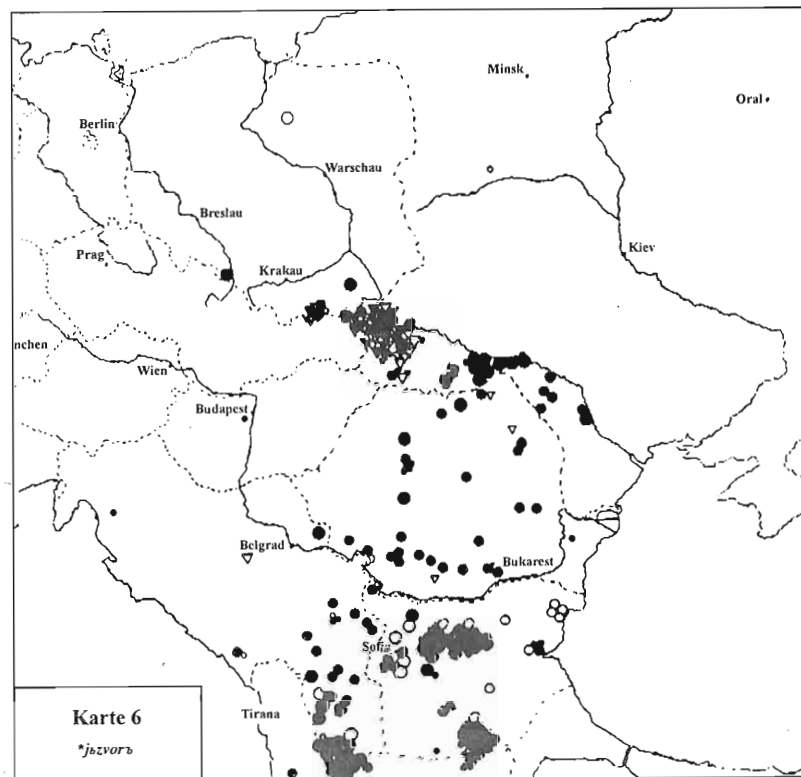 Minsk
Oral
Berlin
Warschau
Breslau
Kiev
Prag
Krakau
nchen
Wien
Budapest
Belgrad
Bukarest
Sofia
Tirana
Karte 6
*jьzvorъ